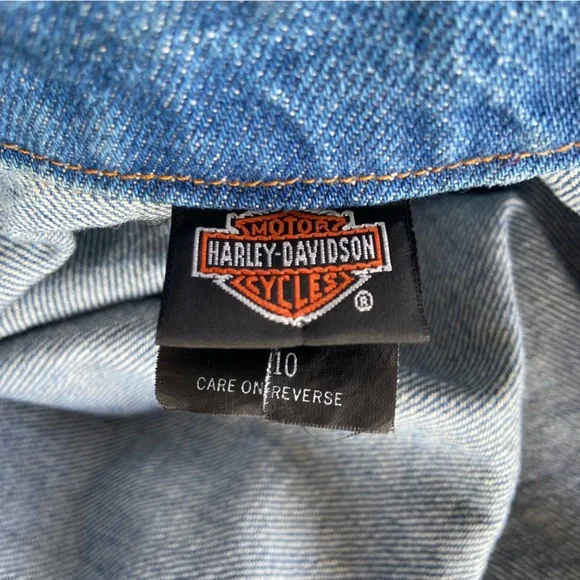 MOTOR
HARLEY-DAVIDSON
CYCLES
®
10
CARE ON REVERSE